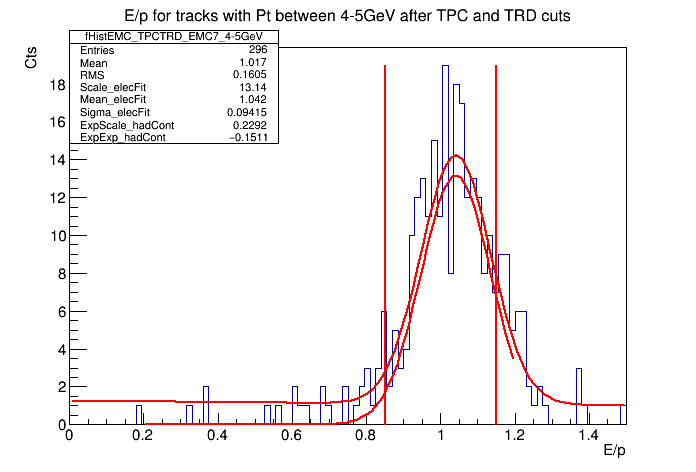 E/p for tracks with Pt between 4-5GeV after TPC and TRD cuts
fHistEMC_TPCTRD_EMC7_4-5GeV
Entries 296
Mean 1.017
RMS 0.1605
Scale_elecFit 13.14
Mean_elecFit 1.042
Sigma_elecFit 0.09415
ExpScale_hadCont 0.2292
ExpExp_hadCont −0.1511
Cts
18
16
14
12
10
8
6
4
2
0
0 0.2 0.4 0.6 0.8 1 1.2 1.4
E/p